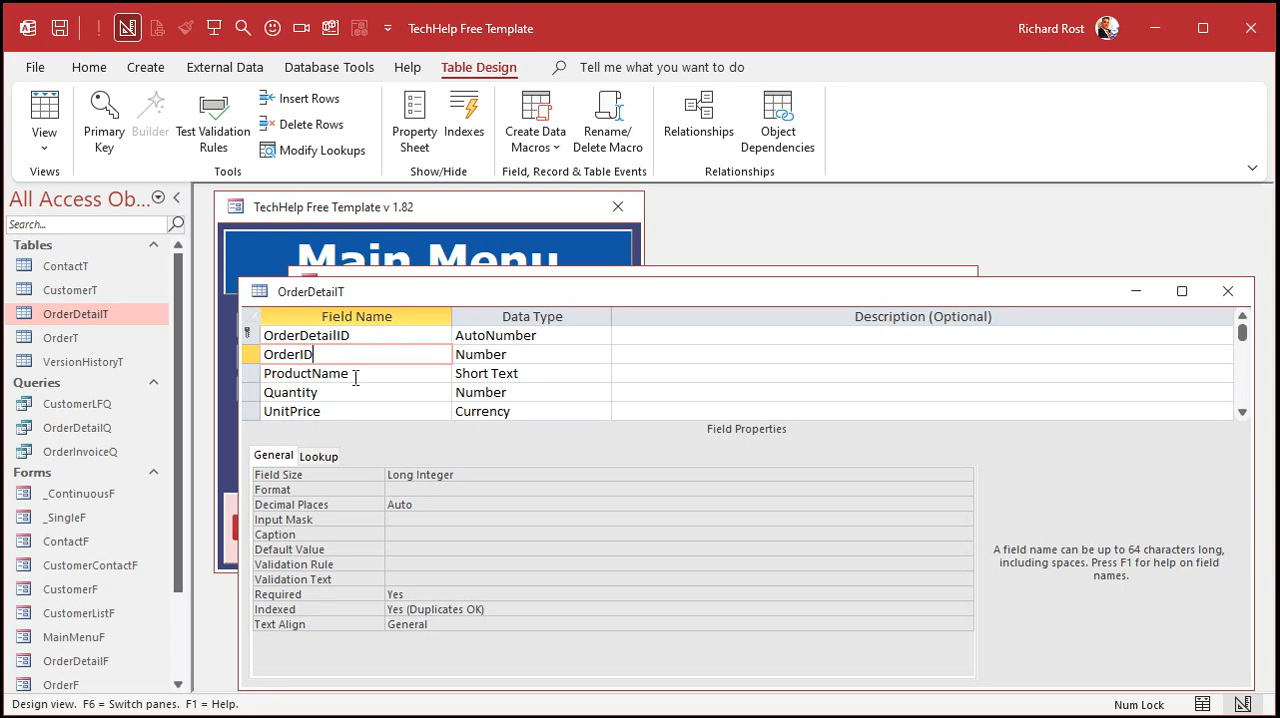 TechHelp Free Template
Richard Rost
File Home Create External Data Database Tools Help Table Design Tell me what you want to do
View
Primary Key
Builder
Test Validation Rules
Insert Rows
Delete Rows
Modify Lookups
Property Sheet
Indexes
Create Data Macros
Rename/ Delete Macro
Relationships
Object Dependencies
Views Tools Show/Hide Field, Record & Table Events Relationships
All Access Ob...
Search...
Tables
ContactT
CustomerT
OrderDetailT
OrderT
VersionHistoryT
Queries
CustomerLFQ
OrderDetailQ
OrderInvoiceQ
Forms
_ContinuousF
_SingleF
ContactF
CustomerContactF
CustomerF
CustomerListF
MainMenuF
OrderDetailF
OrderF
TechHelp Free Template v 1.82
Main Menu
OrderDetailT
Field Name Data Type Description (Optional)
OrderDetailID AutoNumber
OrderID Number
ProductName Short Text
Quantity Number
UnitPrice Currency
Field Properties
General Lookup
Field Size Long Integer
Format
Decimal Places Auto
Input Mask
Caption
Default Value
Validation Rule
Validation Text
Required Yes
Indexed Yes (Duplicates OK)
Text Align General
A field name can be up to 64 characters long,
including spaces. Press F1 for help on field
names.
Design view. F6 = Switch panes. F1 = Help.
Num Lock